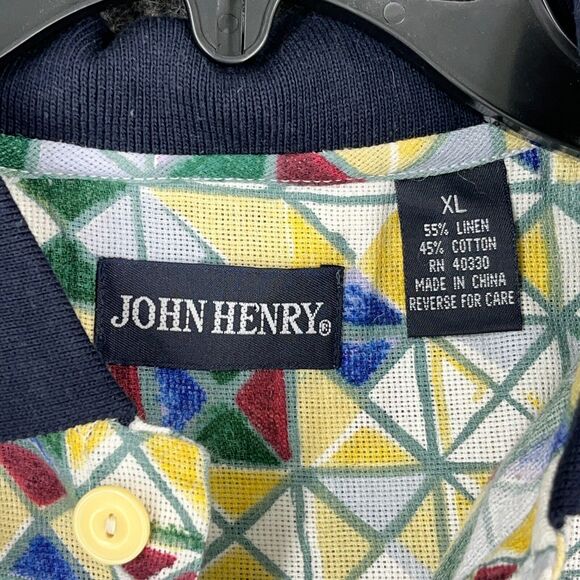 JOHN HENRY®
XL
55% LINEN
45% COTTON
RN 40330
MADE IN CHINA
REVERSE FOR CARE